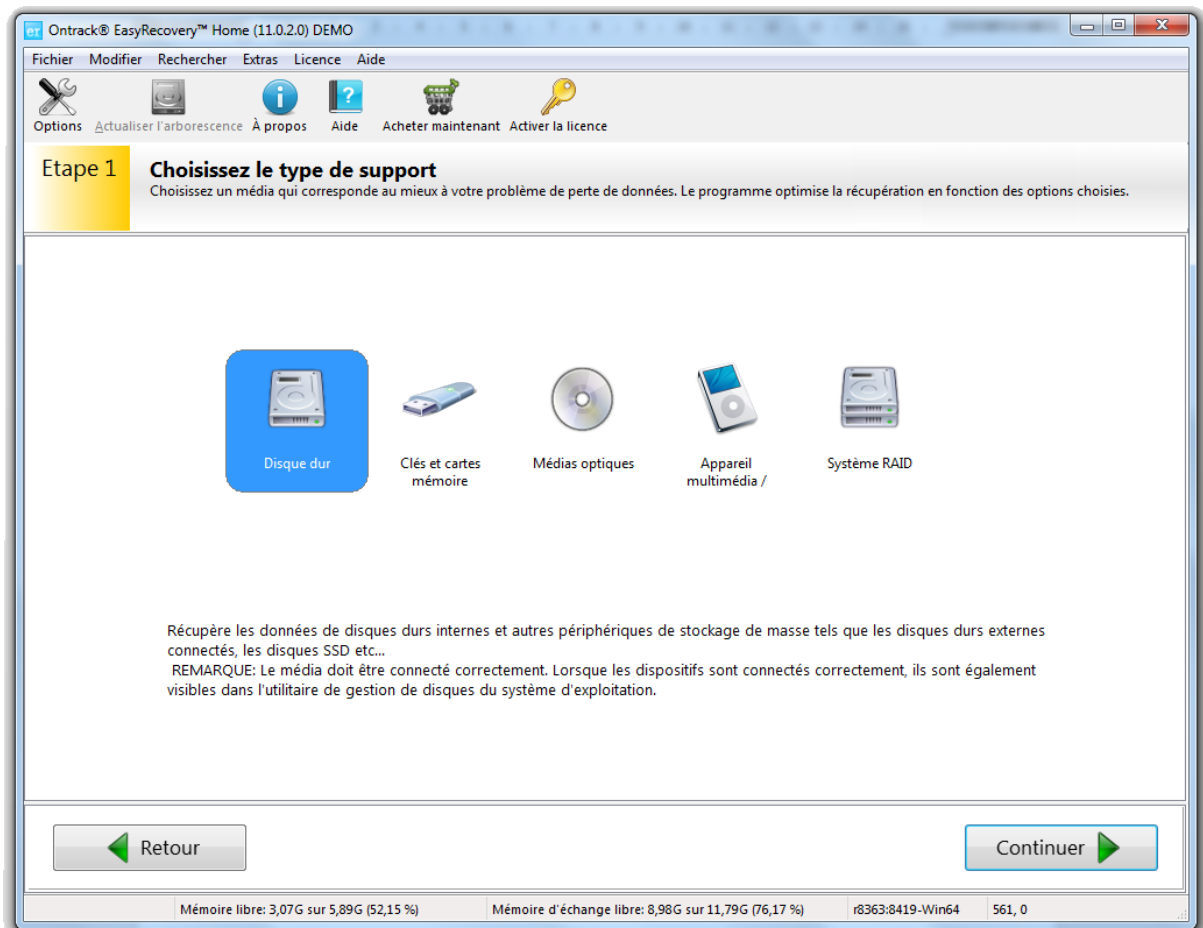 er Ontrack® EasyRecovery™ Home (11.0.2.0) DEMO
Fichier Modifier Rechercher Extras Licence Aide
Options Actualiser l'arborescence À propos Aide Acheter maintenant Activer la licence
Etape 1
Choisissez le type de support
Choisissez un média qui corresponde au mieux à votre problème de perte de données. Le programme optimise la récupération en fonction des options choisies.
Disque dur
Clés et cartes
mémoire
Médias optiques
Appareil
multimédia /
Système RAID
Récupère les données de disques durs internes et autres périphériques de stockage de masse tels que les disques durs externes
connectés, les disques SSD etc...
REMARQUE: Le média doit être connecté correctement. Lorsque les dispositifs sont connectés correctement, ils sont également
visibles dans l'utilitaire de gestion de disques du système d'exploitation.
Retour
Continuer
Mémoire libre: 3,07G sur 5,89G (52,15 %) Mémoire d'échange libre: 8,98G sur 11,79G (76,17 %) r8363:8419-Win64 561, 0